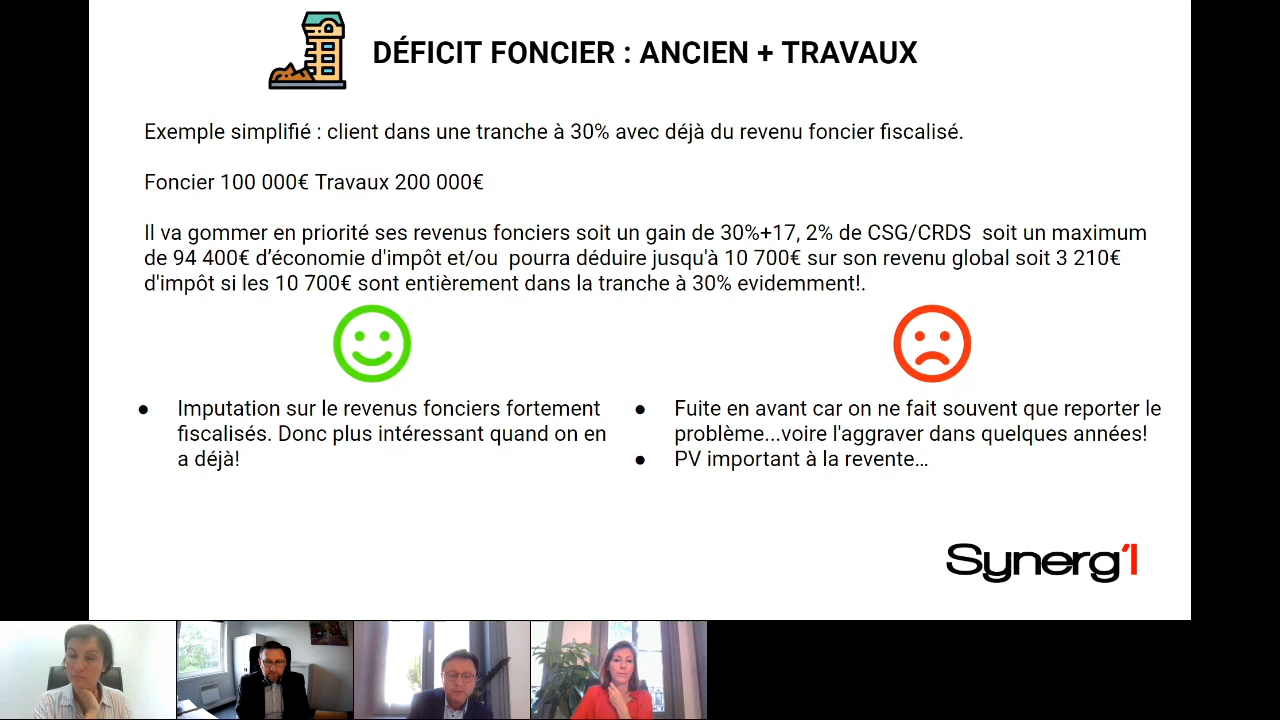 DÉFICIT FONCIER : ANCIEN + TRAVAUX
Exemple simplifié : client dans une tranche à 30% avec déjà du revenu foncier fiscalisé.
Foncier 100 000€ Travaux 200 000€
Il va gommer en priorité ses revenus fonciers soit un gain de 30%+17, 2% de CSG/CRDS  soit un maximum
de 94 400€ d’économie d'impôt et/ou  pourra déduire jusqu'à 10 700€ sur son revenu global soit 3 210€
d'impôt si les 10 700€ sont entièrement dans la tranche à 30% evidemment!.
● Imputation sur le revenus fonciers fortement
fiscalisés. Donc plus intéressant quand on en
a déjà!
● Fuite en avant car on ne fait souvent que reporter le
problème...voire l'aggraver dans quelques années!
● PV important à la revente…
Synerg'1